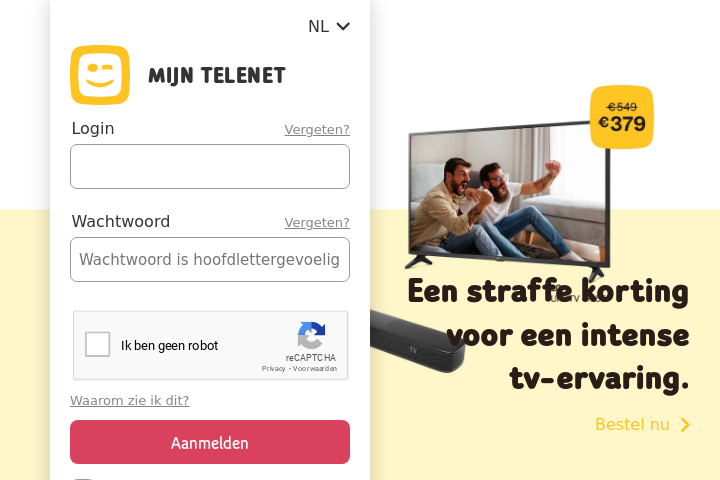 NL
MIJN TELENET
Login
Vergeten?
Wachtwoord
Vergeten?
Wachtwoord is hoofdlettergevoelig
Ik ben geen robot
reCAPTCHA
Privacy - Voorwaarden
Waarom zie ik dit?
Aanmelden
€549
€379
Een straffe korting
voor een intense
tv-ervaring.
Bestel nu